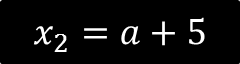 x₂ = a + 5